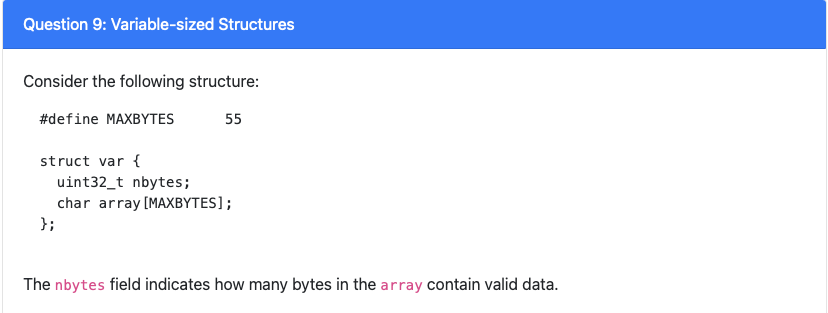 Question 9: Variable-sized Structures
Consider the following structure:
#define MAXBYTES      55
struct var {
  uint32_t nbytes;
  char array[MAXBYTES];
};
The nbytes field indicates how many bytes in the array contain valid data.